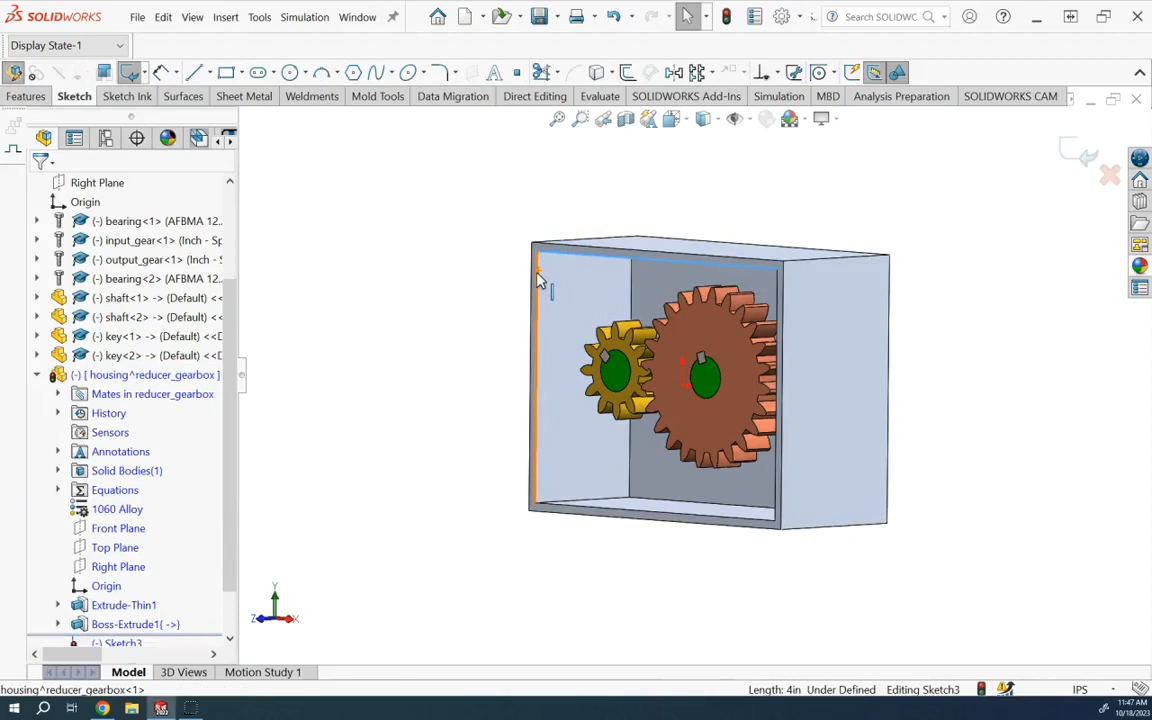 SOLIDWORKS File Edit View Insert Tools Simulation Window Search SOLIDWC
Display State-1
Features Sketch Sketch Ink Surfaces Sheet Metal Weldments Mold Tools Data Migration Direct Editing Evaluate SOLIDWORKS Add-Ins Simulation MBD Analysis Preparation SOLIDWORKS CAM
Right Plane
Origin
(-) bearing<1> (AFBMA 12...
(-) input_gear<1> (Inch - Sp
(-) output_gear<1> (Inch - S
(-) bearing<2> (AFBMA 12...
(-) shaft<1> -> (Default) <<D
(-) shaft<2> -> (Default) <<D
(-) key<1> -> (Default) <<D
(-) key<2> -> (Default) <<D
(-) [ housing^reducer_gearbox ]
Mates in reducer_gearbox
History
Sensors
Annotations
Solid Bodies(1)
Equations
1060 Alloy
Front Plane
Top Plane
Right Plane
Origin
Extrude-Thin1
Boss-Extrude1{ ->}
(-) Sketch3
Y
Z X
Model 3D Views Motion Study 1
housing^reducer_gearbox<1> Length: 4in Under Defined Editing Sketch3 IPS
11:47 AM
10/18/2023